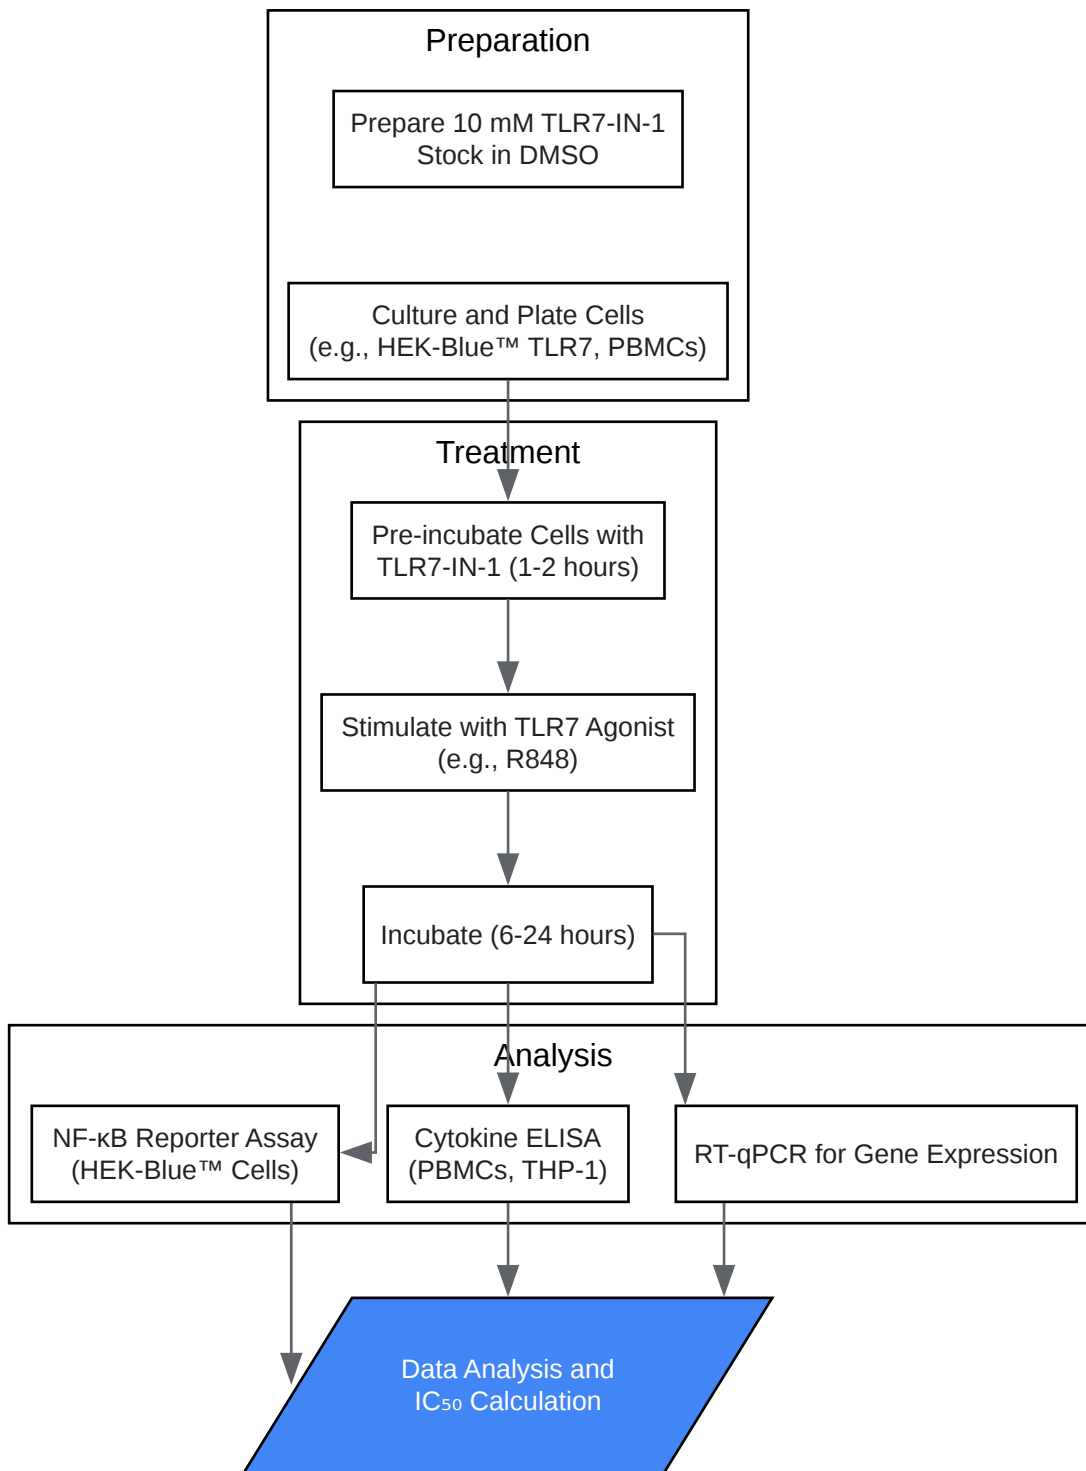 Preparation
Prepare 10 mM TLR7-IN-1
Stock in DMSO
Culture and Plate Cells
(e.g., HEK-Blue™ TLR7, PBMCs)
Treatment
Pre-incubate Cells with
TLR7-IN-1 (1-2 hours)
Stimulate with TLR7 Agonist
(e.g., R848)
Incubate (6-24 hours)
Analysis
NF-κB Reporter Assay
(HEK-Blue™ Cells)
Cytokine ELISA
(PBMCs, THP-1)
RT-qPCR for Gene Expression
Data Analysis and
IC₅₀ Calculation